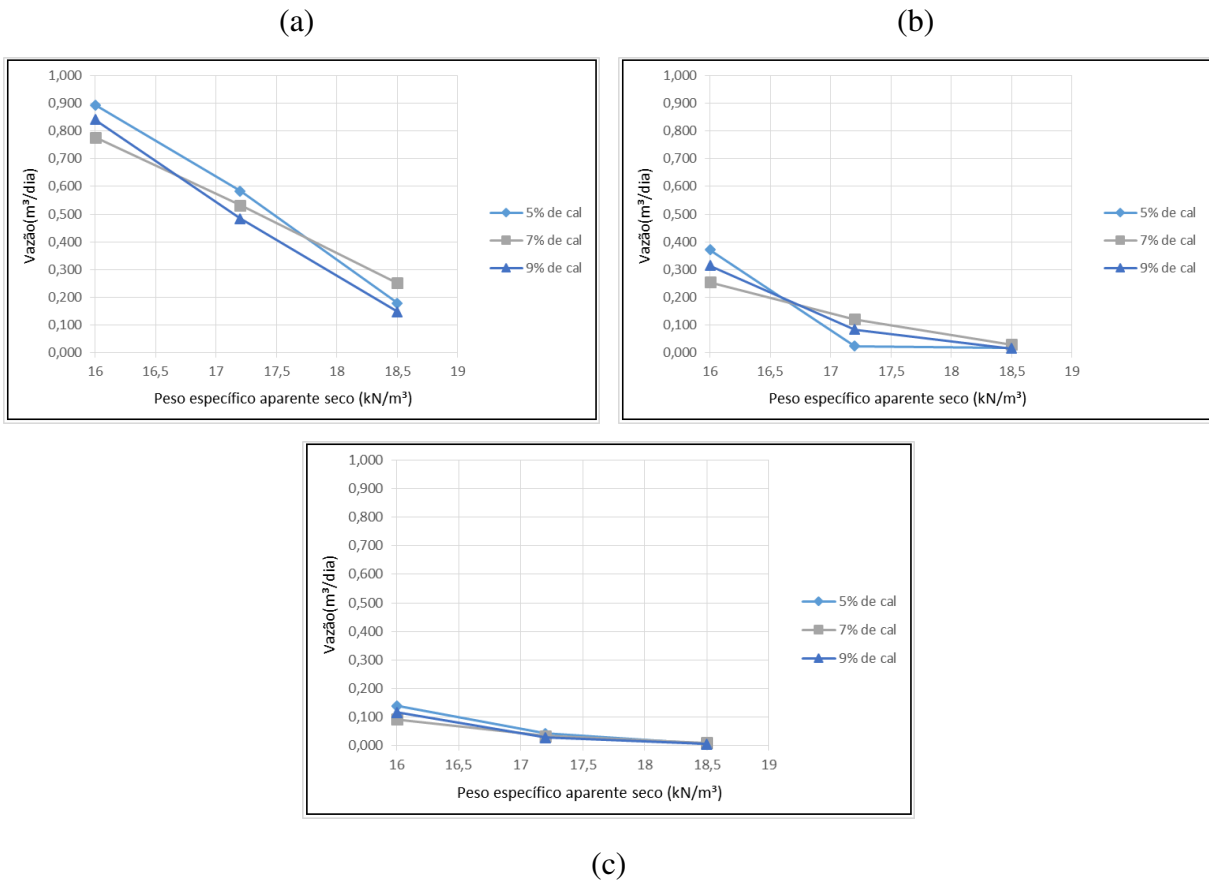 (a)
(b)
1,000
0,900
0,800
0,700
0,600
0,500
0,400
0,300
0,200
0,100
0,000
Vazão(m³/dia)
16 16,5 17 17,5 18 18,5 19
Peso específico aparente seco (kN/m³)
5% de cal
7% de cal
9% de cal
1,000
0,900
0,800
0,700
0,600
0,500
0,400
0,300
0,200
0,100
0,000
Vazão(m³/dia)
16 16,5 17 17,5 18 18,5 19
Peso específico aparente seco (kN/m³)
5% de cal
7% de cal
9% de cal
1,000
0,900
0,800
0,700
0,600
0,500
0,400
0,300
0,200
0,100
0,000
Vazão(m³/dia)
16 16,5 17 17,5 18 18,5 19
Peso específico aparente seco (kN/m³)
5% de cal
7% de cal
9% de cal
(c)